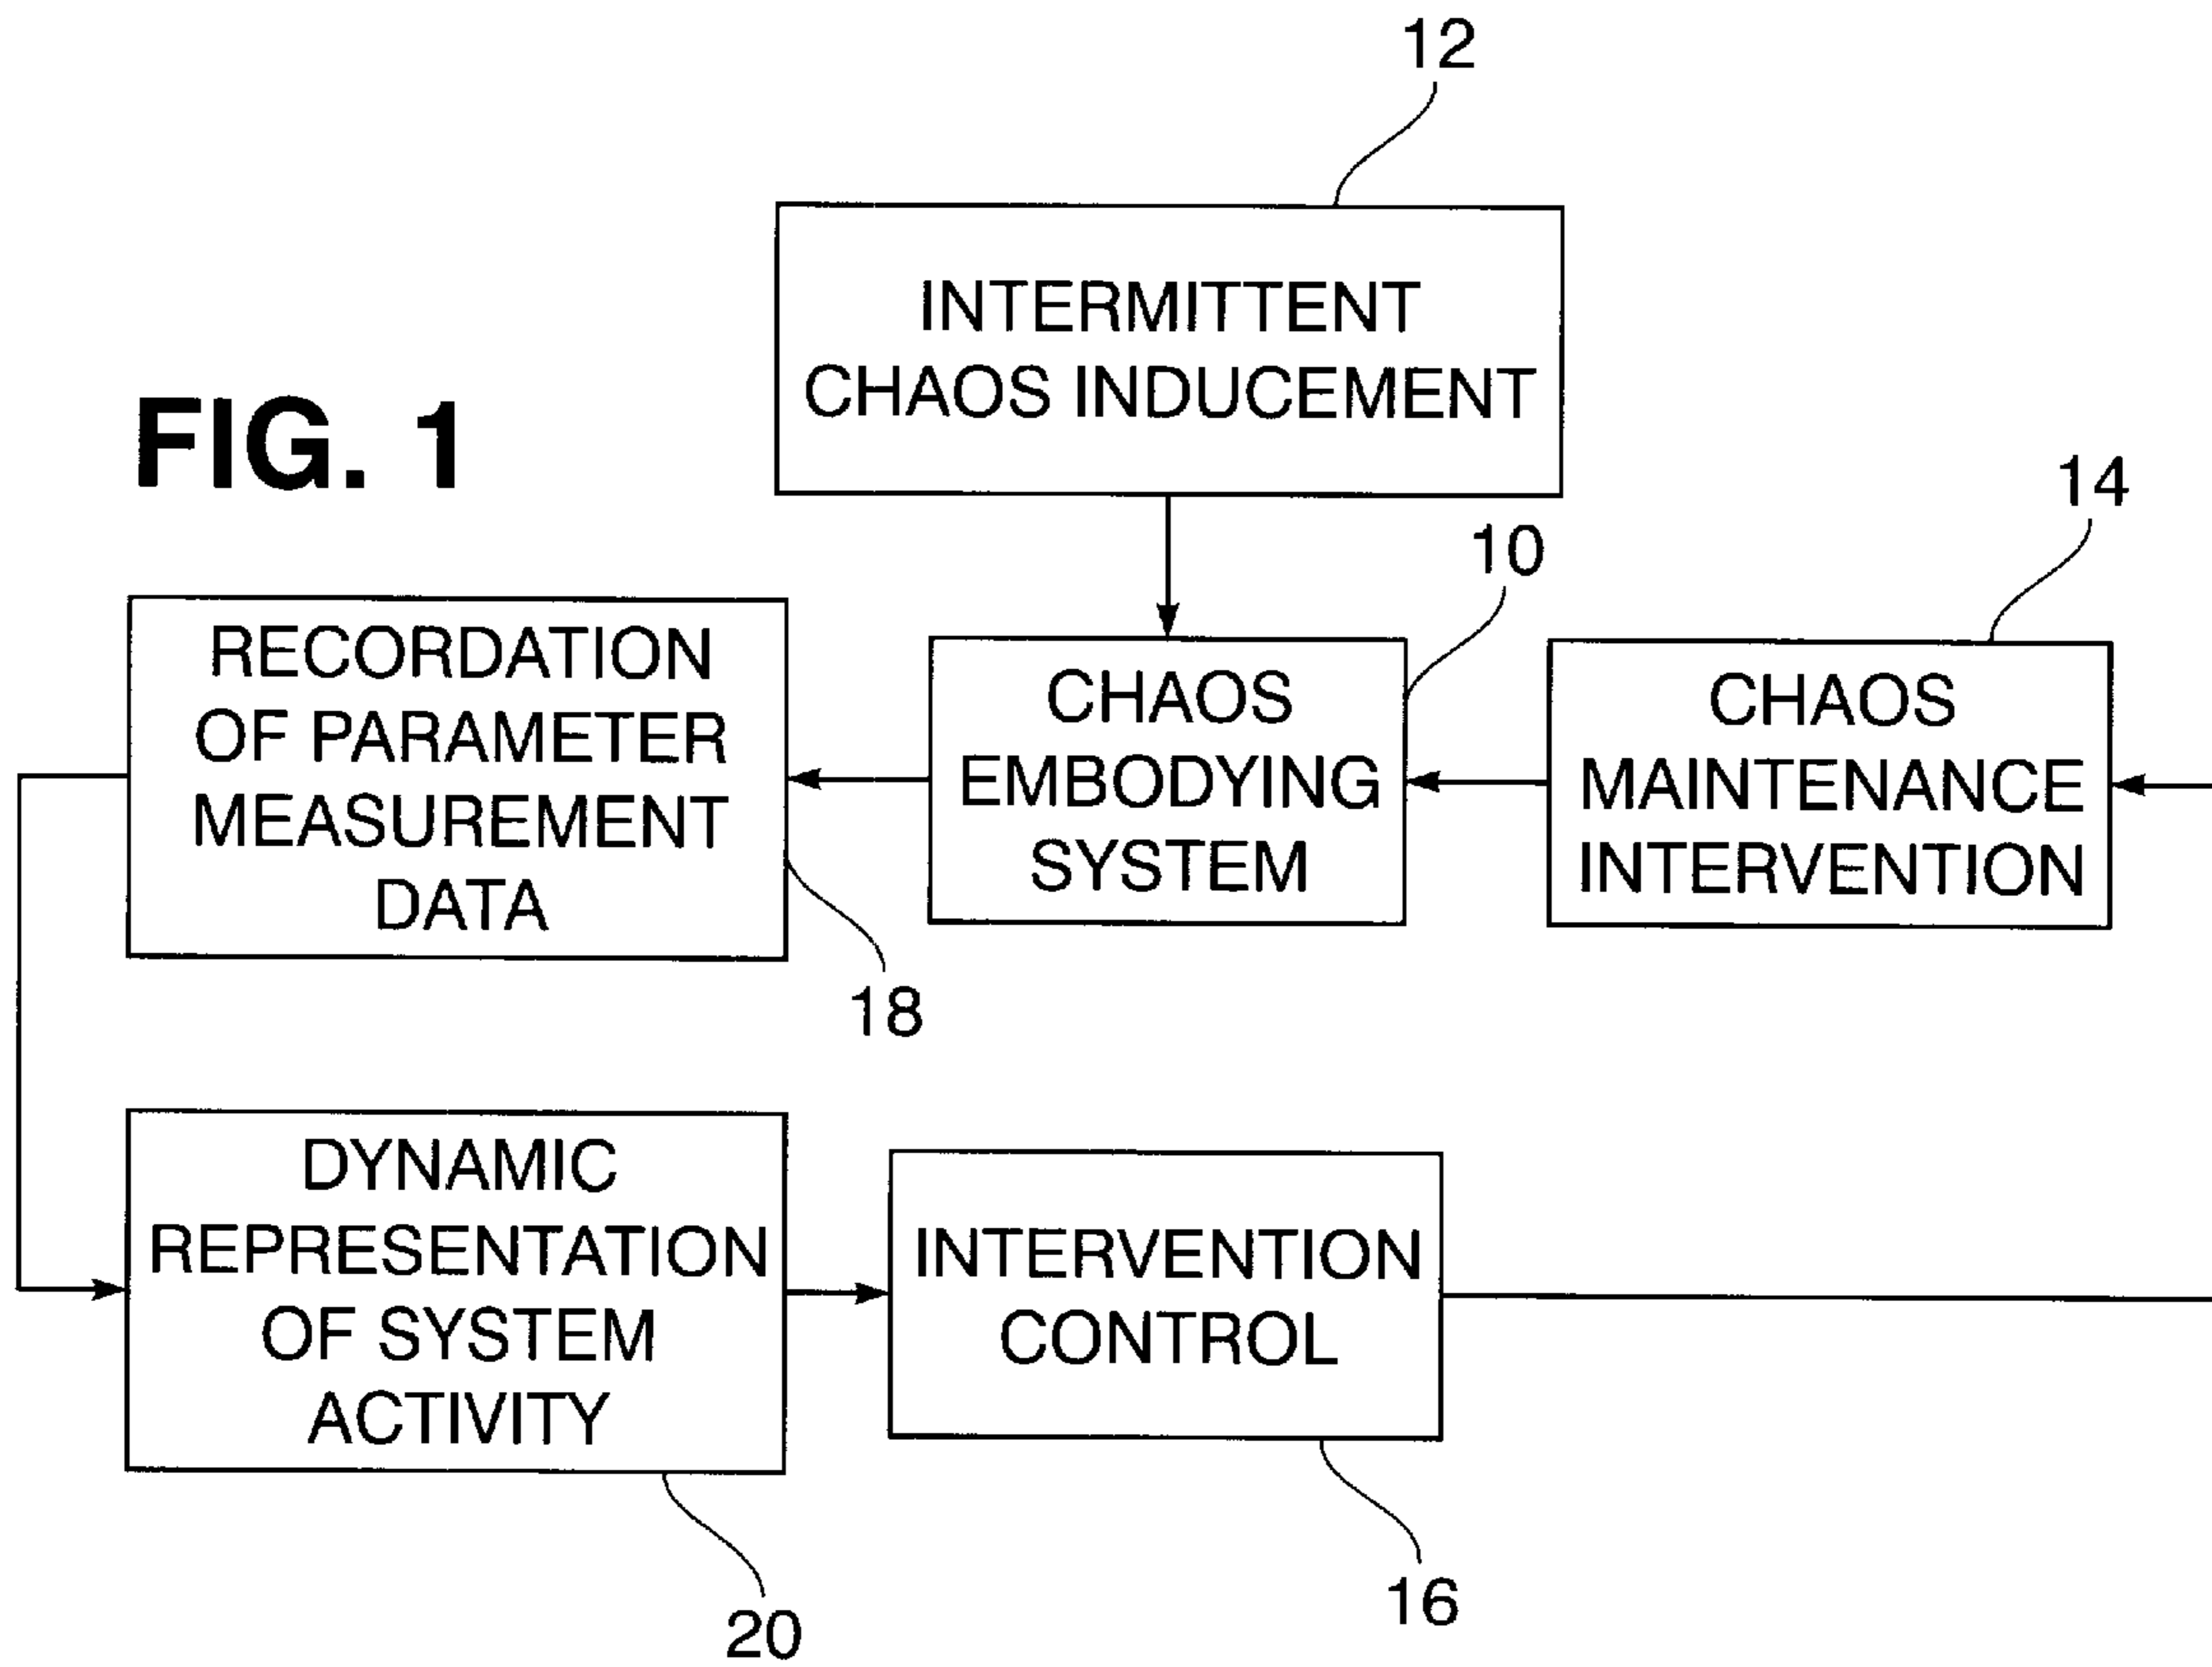 12
INTERMITTENT
CHAOS INDUCEMENT
FIG. 1
14
10
RECORDATION
OF PARAMETER
MEASUREMENT
DATA
CHAOS
EMBODYING
SYSTEM
CHAOS
MAINTENANCE
INTERVENTION
18
DYNAMIC
REPRESENTATION
OF SYSTEM
ACTIVITY
INTERVENTION
CONTROL
16
20